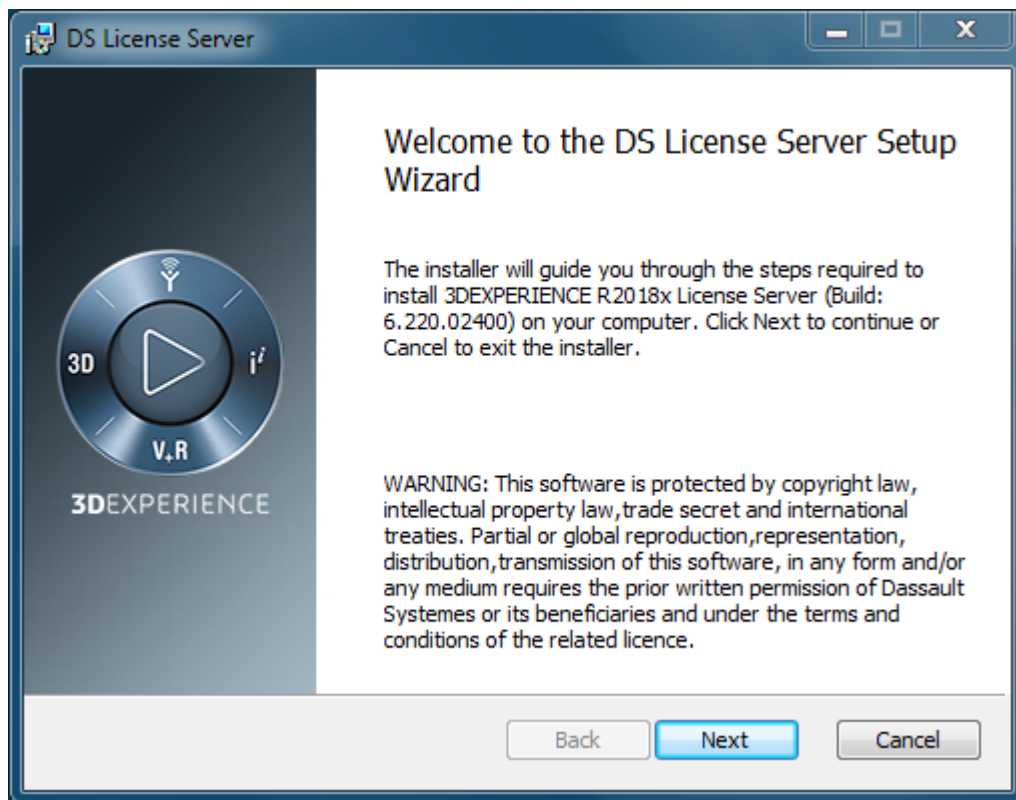 DS License Server
Welcome to the DS License Server Setup
Wizard
The installer will guide you through the steps required to
install 3DEXPERIENCE R2018x License Server (Build:
6.220.02400) on your computer. Click Next to continue or
Cancel to exit the installer.
3D
iⁱ
V₊R
3DEXPERIENCE
WARNING: This software is protected by copyright law,
intellectual property law,trade secret and international
treaties. Partial or global reproduction,representation,
distribution,transmission of this software, in any form and/or
any medium requires the prior written permission of Dassault
Systemes or its beneficiaries and under the terms and
conditions of the related licence.
Back
Next
Cancel